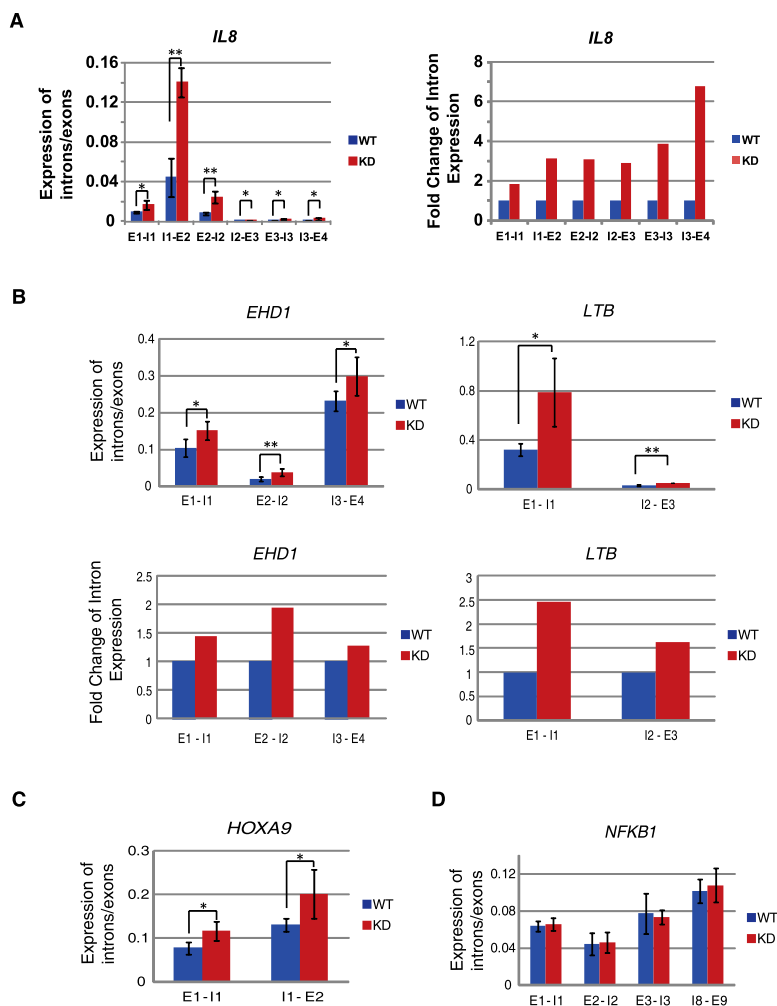 A
IL8
Expression of
introns/exons
0.16
0.12
0.08
0.04
0
**
*
**
*
*
*
E1-I1 I1-E2 E2-I2 I2-E3 E3-I3 I3-E4
WT
KD
IL8
Fold Change of Intron
Expression
8
6
4
2
0
E1-I1 I1-E2 E2-I2 I2-E3 E3-I3 I3-E4
WT
KD
B
EHD1
Expression of
introns/exons
0.4
0.3
0.2
0.1
0
*
**
*
E1-I1 E2-I2 I3-E4
WT
KD
LTB
1.2
0.8
0.4
0
*
**
E1-I1 I2-E3
WT
KD
EHD1
Fold Change of Intron
Expression
2.5
2
1.5
1
0.5
0
E1-I1 E2-I2 I3-E4
WT
KD
LTB
3
2.5
2
1.5
1
0.5
0
E1-I1 I2-E3
WT
KD
C
HOXA9
Expression of
introns/exons
0.3
0.2
0.1
0
*
*
E1-I1 I1-E2
WT
KD
D
NFKB1
Expression of
introns/exons
0.12
0.08
0.04
0
E1-I1 E2-I2 E3-I3 I8-E9
WT
KD